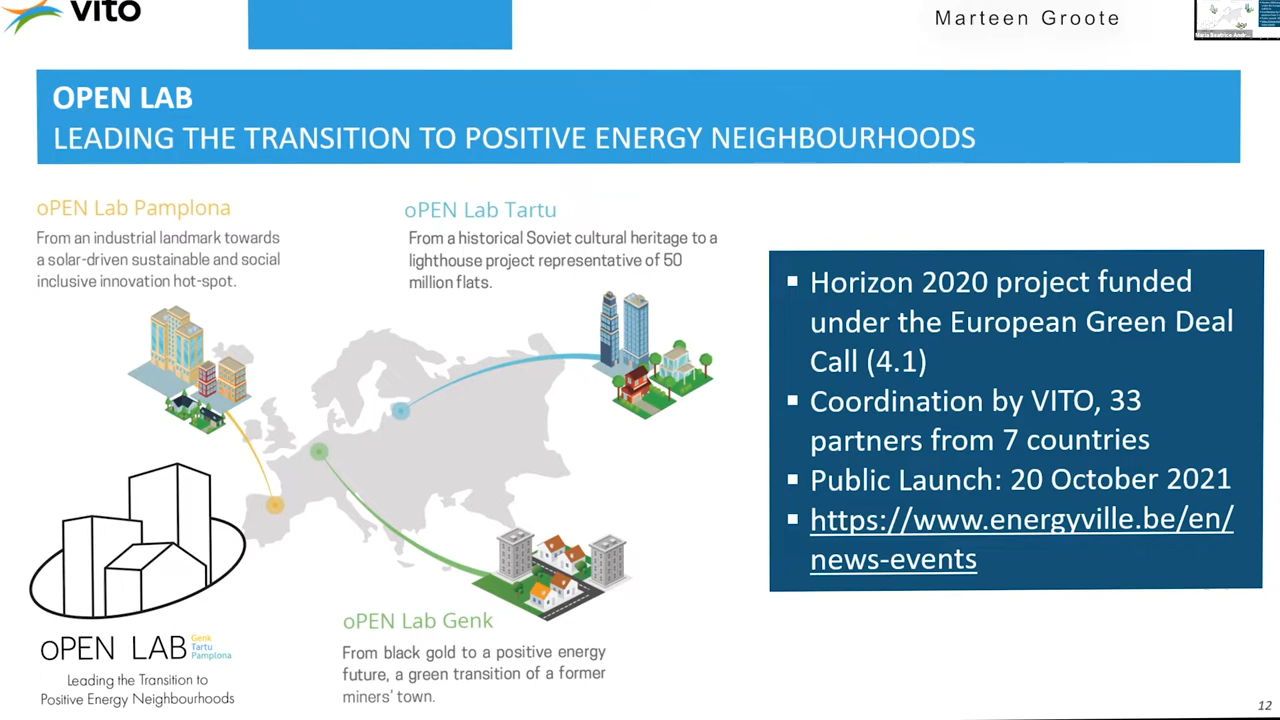 vito
Marteen Groote
Maria Beatrice Andr...
OPEN LAB
LEADING THE TRANSITION TO POSITIVE ENERGY NEIGHBOURHOODS
oPEN Lab Pamplona
From an industrial landmark towards
a solar-driven sustainable and social
inclusive innovation hot-spot.
oPEN Lab Tartu
From a historical Soviet cultural heritage to a
lighthouse project representative of 50
million flats.
▪ Horizon 2020 project funded
under the European Green Deal
Call (4.1)
▪ Coordination by VITO, 33
partners from 7 countries
▪ Public Launch: 20 October 2021
▪ https://www.energyville.be/en/
news-events
oPEN Lab Genk
From black gold to a positive energy
future, a green transition of a former
miners' town.
oPEN LAB
Genk
Tartu
Pamplona
Leading the Transition to
Positive Energy Neighbourhoods
12